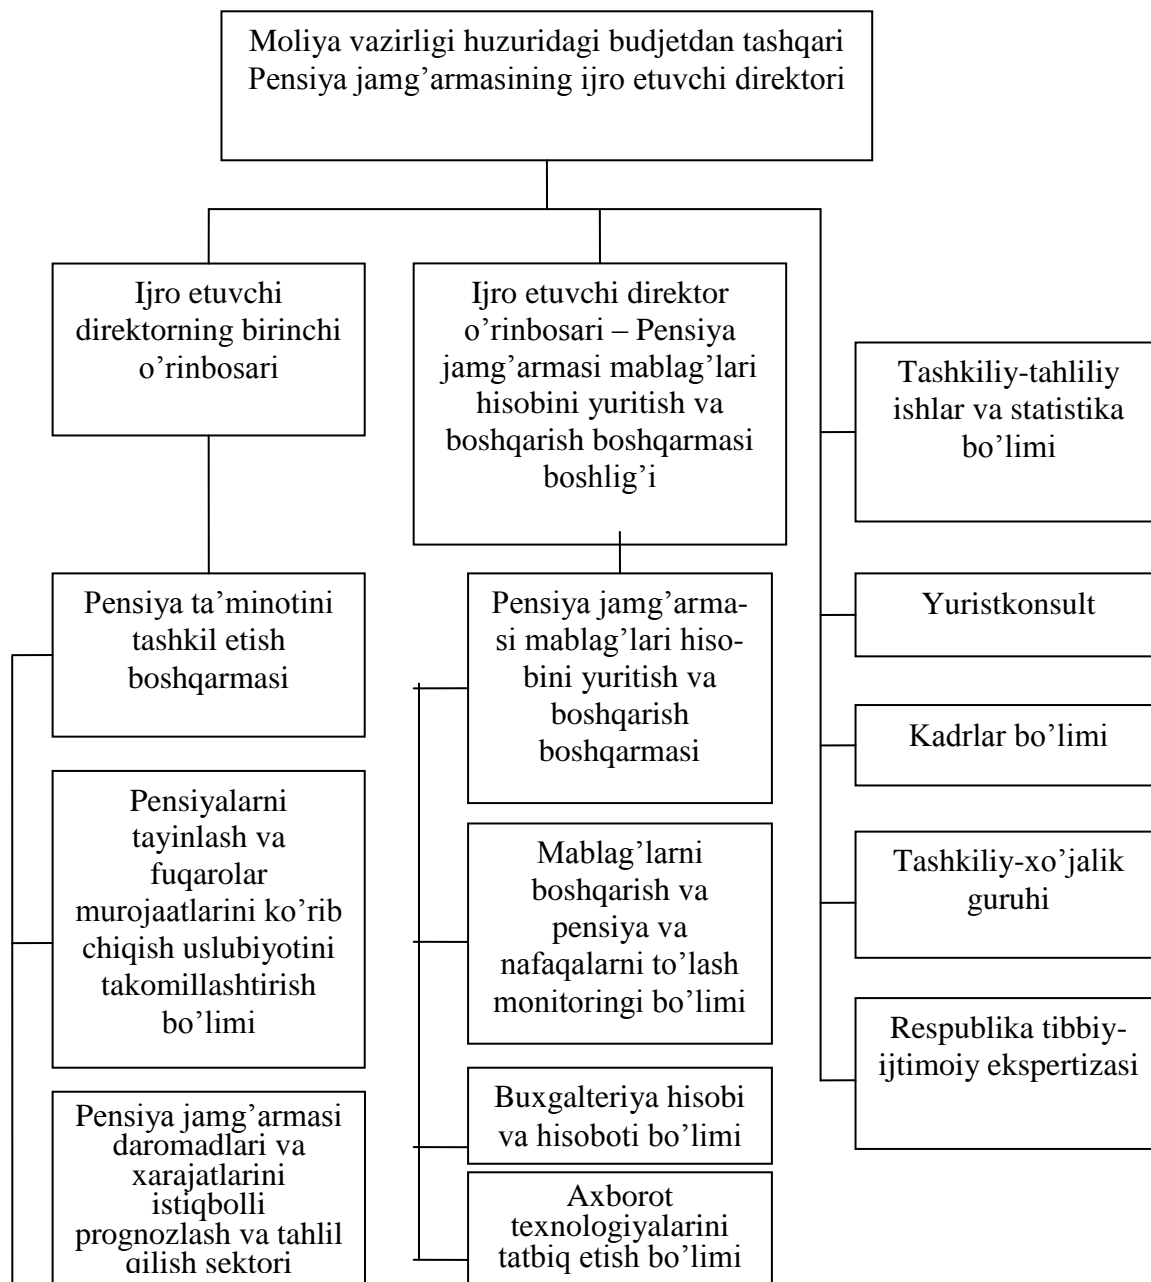 Moliya vazirligi huzuridagi budjetdan tashqari
Pensiya jamg’armasining ijro etuvchi direktori
Ijro etuvchi
direktorning birinchi
o’rinbosari
Ijro etuvchi direktor
o’rinbosari – Pensiya
jamg’armasi mablag’lari
hisobini yuritish va
boshqarish boshqarmasi
boshlig’i
Tashkiliy-tahliliy
ishlar va statistika
bo’limi
Pensiya ta’minotini
tashkil etish
boshqarmasi
Pensiya jamg’arma-
si mablag’lari hiso-
bini yuritish va
boshqarish
boshqarmasi
Yuristkonsult
Kadrlar bo’limi
Pensiyalarni
tayinlash va
fuqarolar
murojaatlarini ko’rib
chiqish uslubiyotini
takomillashtirish
bo’limi
Mablag’larni
boshqarish va
pensiya va
nafaqalarni to’lash
monitoringi bo’limi
Tashkiliy-xo’jalik
guruhi
Respublika tibbiy-
ijtimoiy ekspertizasi
Pensiya jamg’armasi
daromadlari va
xarajatlarini
istiqbolli
prognozlash va tahlil
qilish sektori
Buxgalteriya hisobi
va hisoboti bo’limi
Axborot
texnologiyalarini
tatbiq etish bo’limi